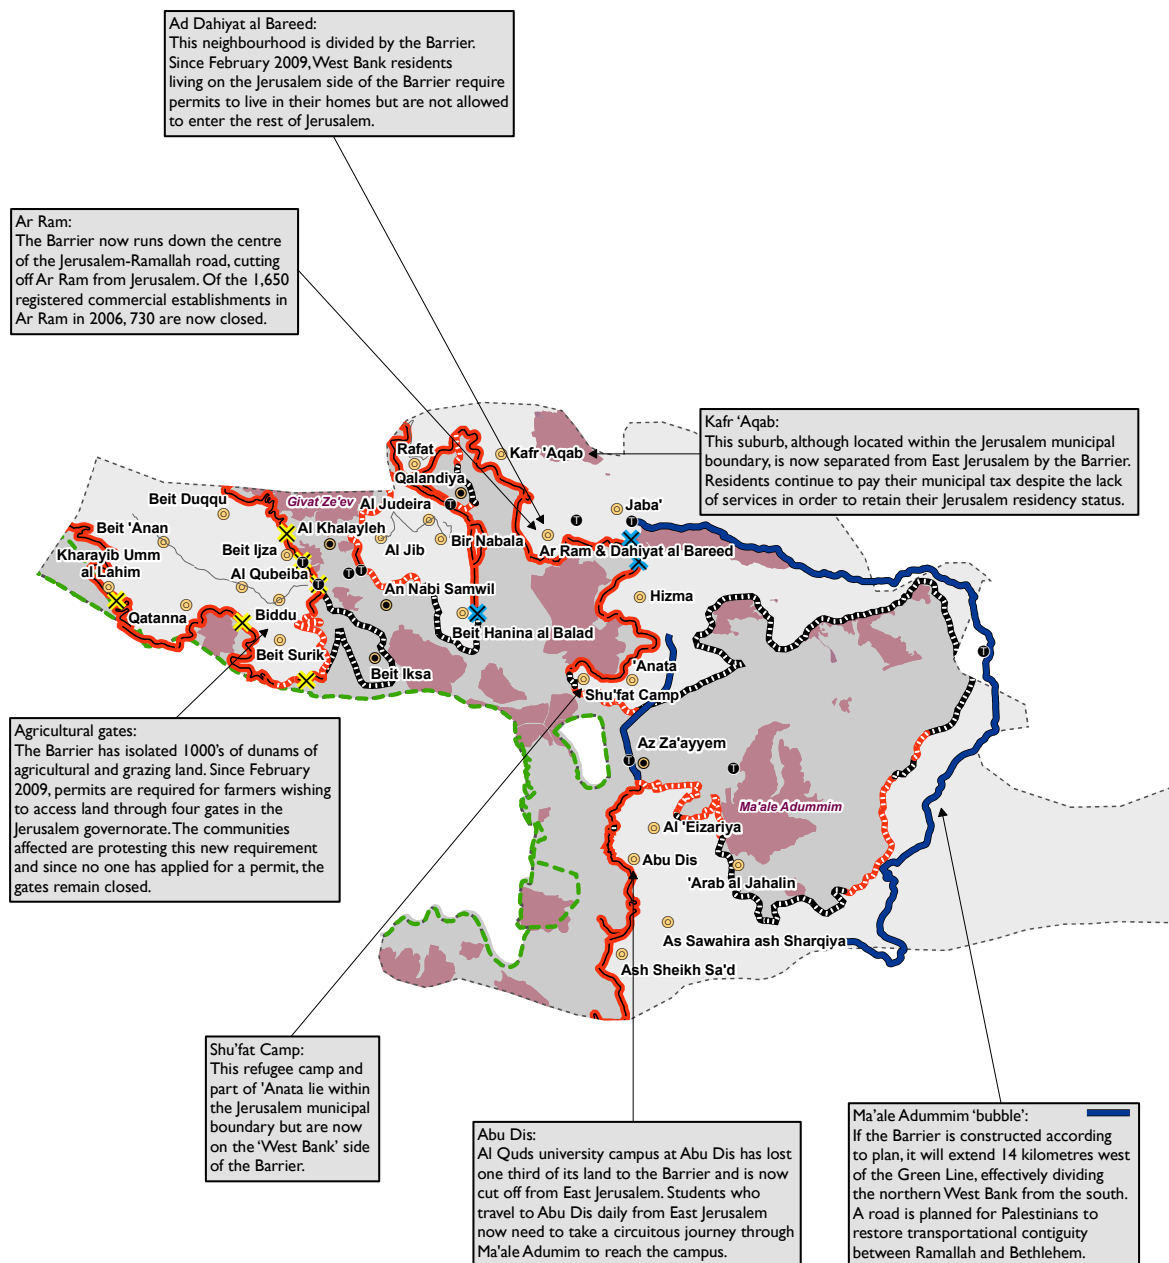 Ad Dahiyat al Bareed:
This neighbourhood is divided by the Barrier.
Since February 2009, West Bank residents
living on the Jerusalem side of the Barrier require
permits to live in their homes but are not allowed
to enter the rest of Jerusalem.
Ar Ram:
The Barrier now runs down the centre
of the Jerusalem-Ramallah road, cutting
off Ar Ram from Jerusalem. Of the 1,650
registered commercial establishments in
Ar Ram in 2006, 730 are now closed.
Kafr ‘Aqab:
This suburb, although located within the Jerusalem municipal
boundary, is now separated from East Jerusalem by the Barrier.
Residents continue to pay their municipal tax despite the lack
of services in order to retain their Jerusalem residency status.
Rafat
Kafr 'Aqab
Qalandiya
Beit Duqqu
Givat Ze'ev
Al Judeira
Jaba'
T
T
T
Beit 'Anan
Al Khalayleh
Bir Nabala
Ar Ram & Dahiyat al Bareed
Beit Ijza
Al Jib
Kharayib Umm
al Lahim
T
T
T
Al Qubeiba
T
An Nabi Samwil
Hizma
Qatanna
Biddu
Beit Hanina al Balad
Beit Surik
Beit Iksa
'Anata
Shu'fat Camp
T
Az Za'ayyem
T
T
Ma'ale Adummim
Al 'Eizariya
Abu Dis
'Arab al Jahalin
As Sawahira ash Sharqiya
Ash Sheikh Sa'd
Agricultural gates:
The Barrier has isolated 1000’s of dunams of
agricultural and grazing land. Since February
2009, permits are required for farmers wishing
to access land through four gates in the
Jerusalem governorate. The communities
affected are protesting this new requirement
and since no one has applied for a permit, the
gates remain closed.
Shu’fat Camp:
This refugee camp and
part of 'Anata lie within
the Jerusalem municipal
boundary but are now
on the ‘West Bank’ side
of the Barrier.
Abu Dis:
Al Quds university campus at Abu Dis has lost
one third of its land to the Barrier and is now
cut off from East Jerusalem. Students who
travel to Abu Dis daily from East Jerusalem
now need to take a circuitous journey through
Ma'ale Adumim to reach the campus.
Ma’ale Adummim ‘bubble’:
If the Barrier is constructed according
to plan, it will extend 14 kilometres west
of the Green Line, effectively dividing
the northern West Bank from the south.
A road is planned for Palestinians to
restore transportational contiguity
between Ramallah and Bethlehem.